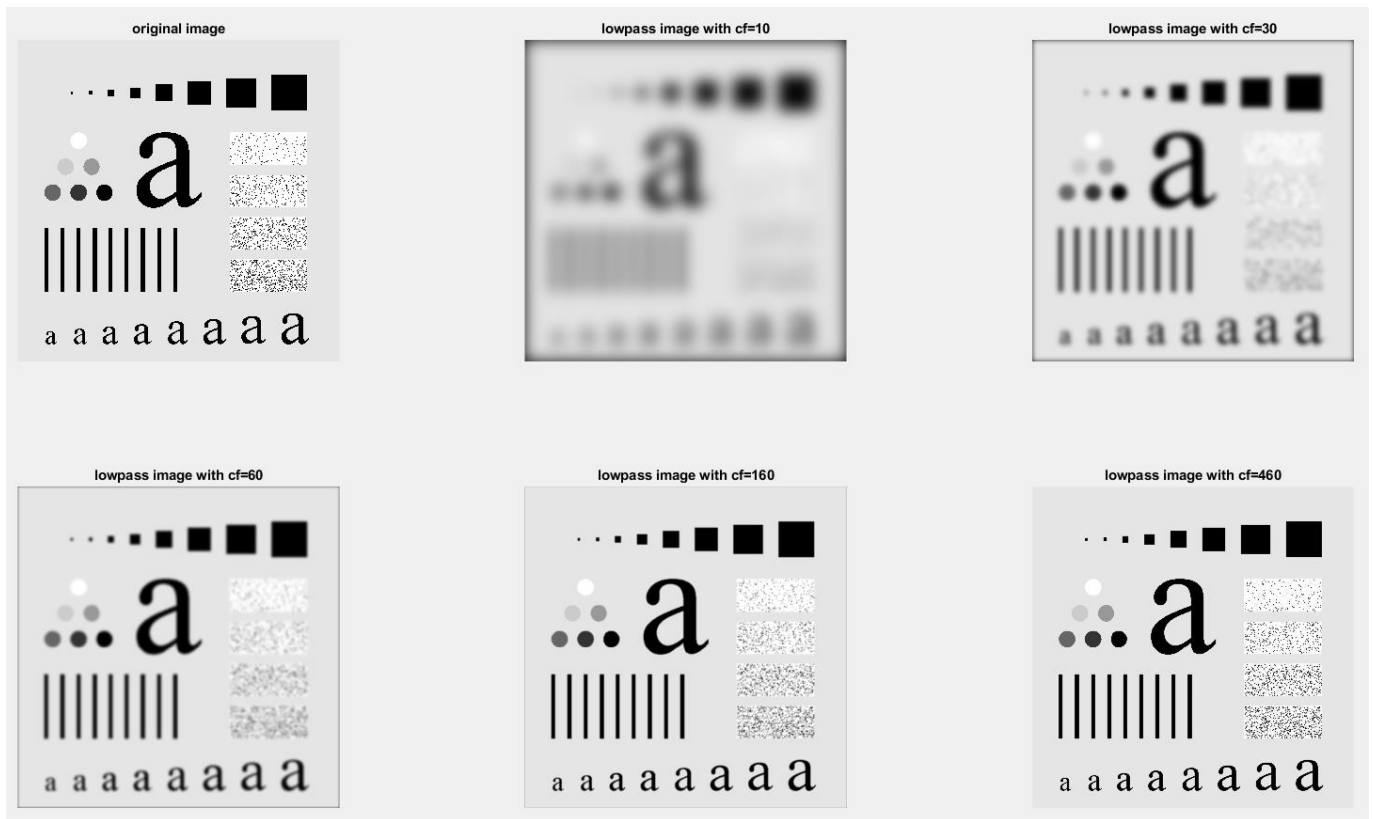 original image
lowpass image with cf=10
lowpass image with cf=30
a
a
a
a a a a a a a a
a a a a a a a a
a a a a a a a a
lowpass image with cf=60
lowpass image with cf=160
lowpass image with cf=460
a
a
a
a a a a a a a a
a a a a a a a a
a a a a a a a a